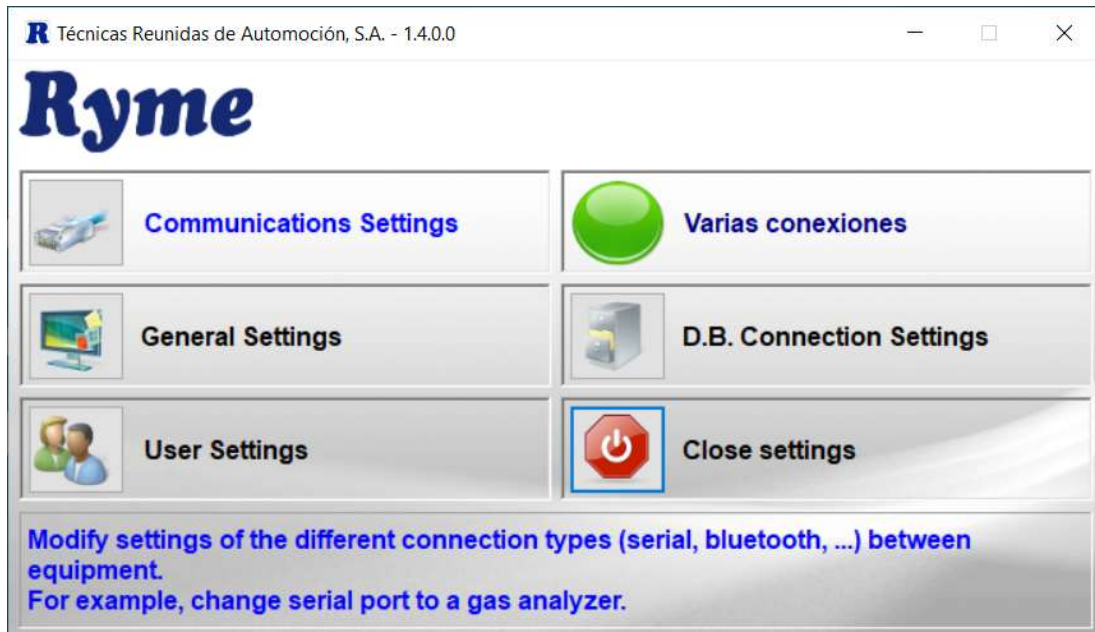 R Técnicas Reunidas de Automoción, S.A. - 1.4.0.0
Ryme
Communications Settings
Varias conexiones
General Settings
D.B. Connection Settings
User Settings
Close settings
Modify settings of the different connection types (serial, bluetooth, ...) between
equipment.
For example, change serial port to a gas analyzer.